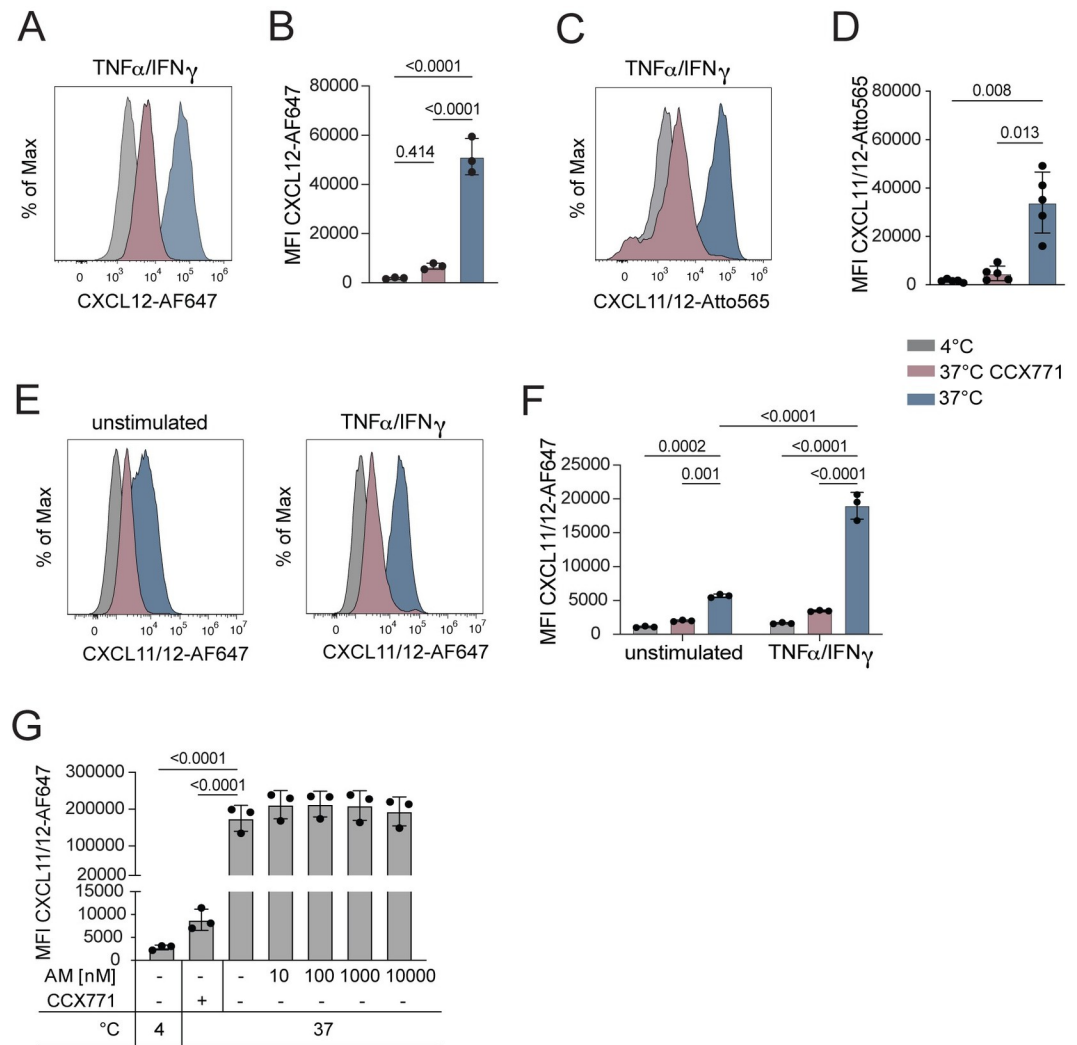 A
TNFα/IFNγ
% of Max
0 10³ 10⁴ 10⁵ 10⁶
CXCL12-AF647
B
<0.0001
<0.0001
0.414
MFI CXCL12-AF647
80000
60000
40000
20000
0
C
TNFα/IFNγ
% of Max
0 10³ 10⁴ 10⁵ 10⁶
CXCL11/12-Atto565
D
0.008
0.013
MFI CXCL11/12-Atto565
80000
60000
40000
20000
0
4°C
37°C CCX771
37°C
E
unstimulated
% of Max
0 10⁴ 10⁵ 10⁶ 10⁷
CXCL11/12-AF647
TNFα/IFNγ
% of Max
0 10⁴ 10⁵ 10⁶ 10⁷
CXCL11/12-AF647
F
<0.0001
0.0002 <0.0001
0.001 <0.0001
MFI CXCL11/12-AF647
25000
20000
15000
10000
5000
0
unstimulated TNFα/IFNγ
G
<0.0001
<0.0001
MFI CXCL11/12-AF647
300000
200000
100000
20000
15000
10000
5000
0
AM [nM] - - - 10 100 1000 10000
CCX771 - + - - - - -
°C 4 37